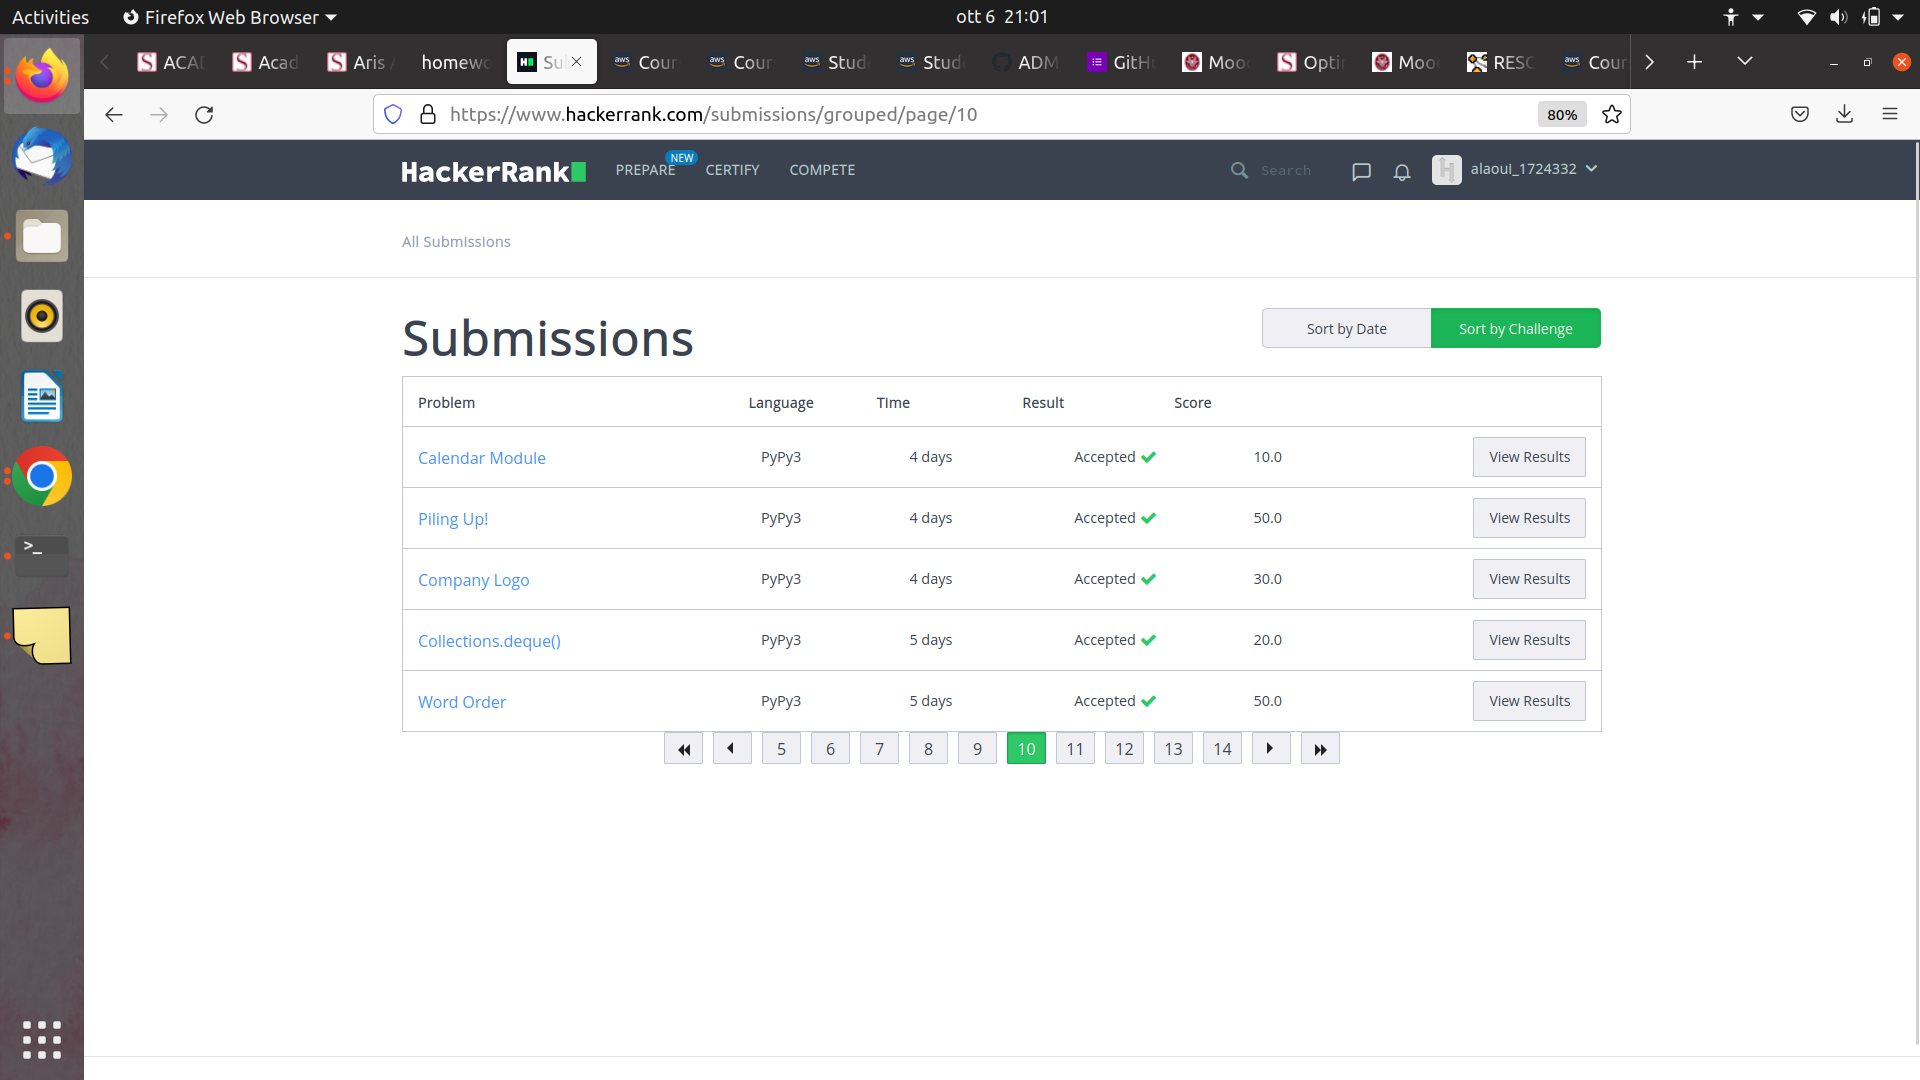 Activities Firefox Web Browser ott 6 21:01
ACAD Acad Aris A homewo Su Cour Cour Stud Stud ADM GitHu Mood Optin Mood RESC Cour
https://www.hackerrank.com/submissions/grouped/page/10 80%
HackerRank PREPARE NEW CERTIFY COMPETE Search alaoui_1724332
All Submissions
Submissions
Sort by Date Sort by Challenge
Problem Language Time Result Score
Calendar Module PyPy3 4 days Accepted 10.0 View Results
Piling Up! PyPy3 4 days Accepted 50.0 View Results
Company Logo PyPy3 4 days Accepted 30.0 View Results
Collections.deque() PyPy3 5 days Accepted 20.0 View Results
Word Order PyPy3 5 days Accepted 50.0 View Results
5 6 7 8 9 10 11 12 13 14